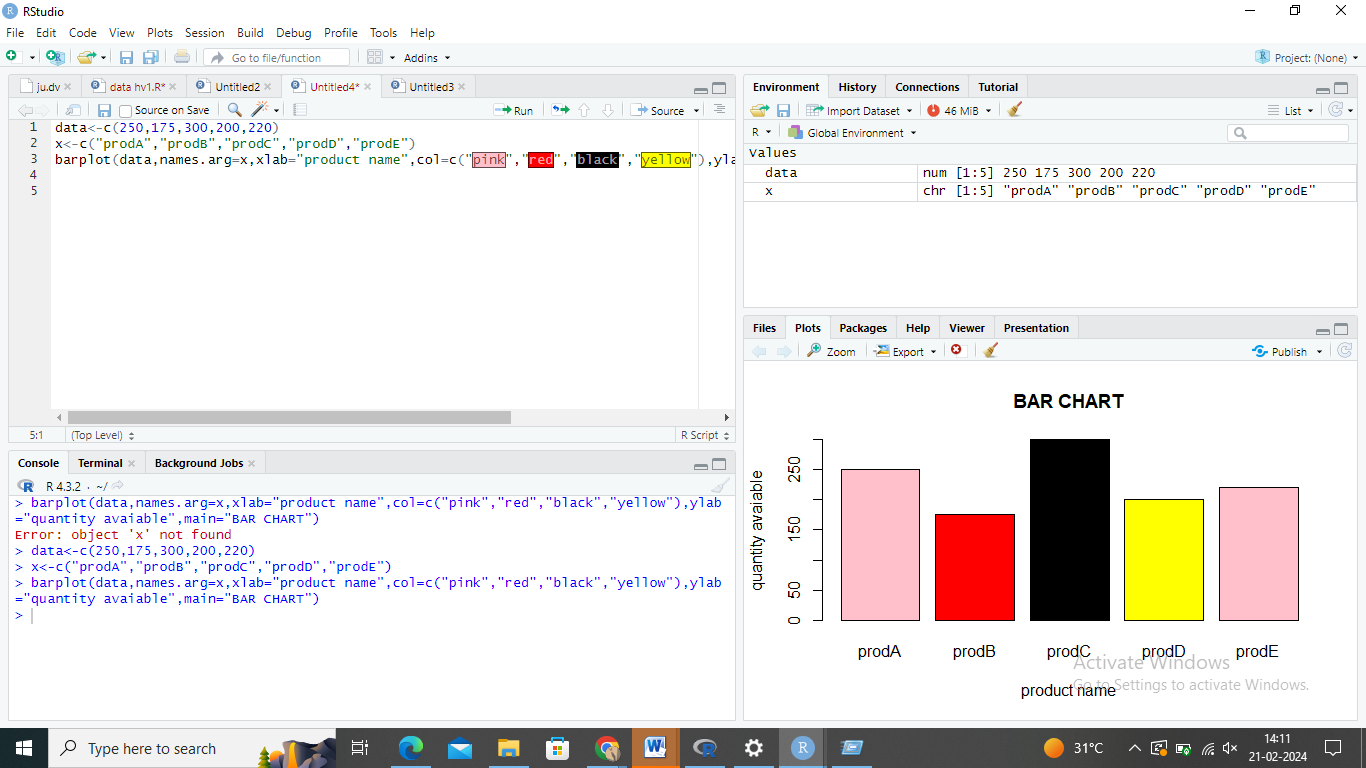 RStudio
File Edit Code View Plots Session Build Debug Profile Tools Help
Go to file/function Addins Project: (None)
ju.dv data hv1.R* Untitled2 Untitled4* Untitled3
Source on Save Run Source
1 data<-c(250,175,300,200,220)
2 x<-c("prodA","prodB","prodC","prodD","prodE")
3 barplot(data,names.arg=x,xlab="product name",col=c("pink","red","black","yellow"),yla
4
5
5:1 (Top Level) R Script
Console Terminal Background Jobs
R 4.3.2 · ~/
> barplot(data,names.arg=x,xlab="product name",col=c("pink","red","black","yellow"),ylab
="quantity avaiable",main="BAR CHART")
Error: object 'x' not found
> data<-c(250,175,300,200,220)
> x<-c("prodA","prodB","prodC","prodD","prodE")
> barplot(data,names.arg=x,xlab="product name",col=c("pink","red","black","yellow"),ylab
="quantity avaiable",main="BAR CHART")
>
Environment History Connections Tutorial
Import Dataset 46 MiB List
R Global Environment
Values
data num [1:5] 250 175 300 200 220
x chr [1:5] "prodA" "prodB" "prodC" "prodD" "prodE"
Files Plots Packages Help Viewer Presentation
Zoom Export Publish
BAR CHART
quantity avaiable
250
150
50
0
prodA prodB prodC prodD prodE
product name
Activate Windows
Go to Settings to activate Windows.
Type here to search
31°C
14:11
21-02-2024